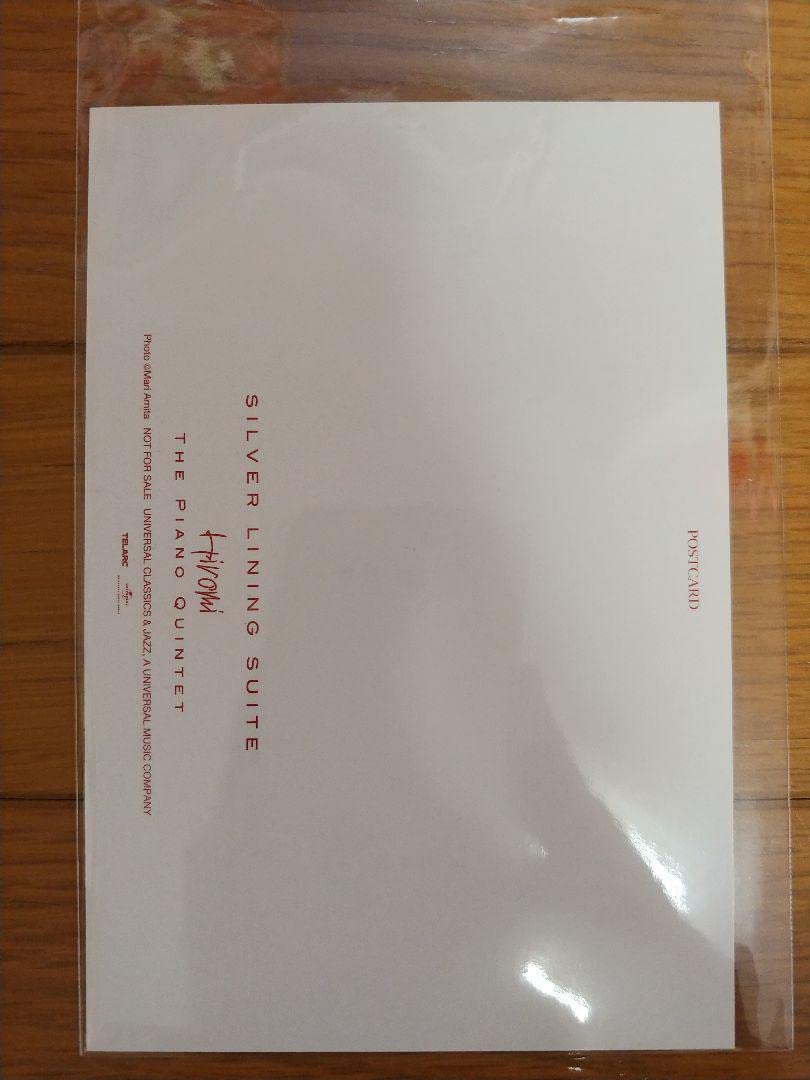 POSTCARD
SILVER LINING SUITE
Hiromi
THE PIANO QUINTET
Photo ©Mari Amita NOT FOR SALE UNIVERSAL CLASSICS & JAZZ, A UNIVERSAL MUSIC COMPANY
TELARC